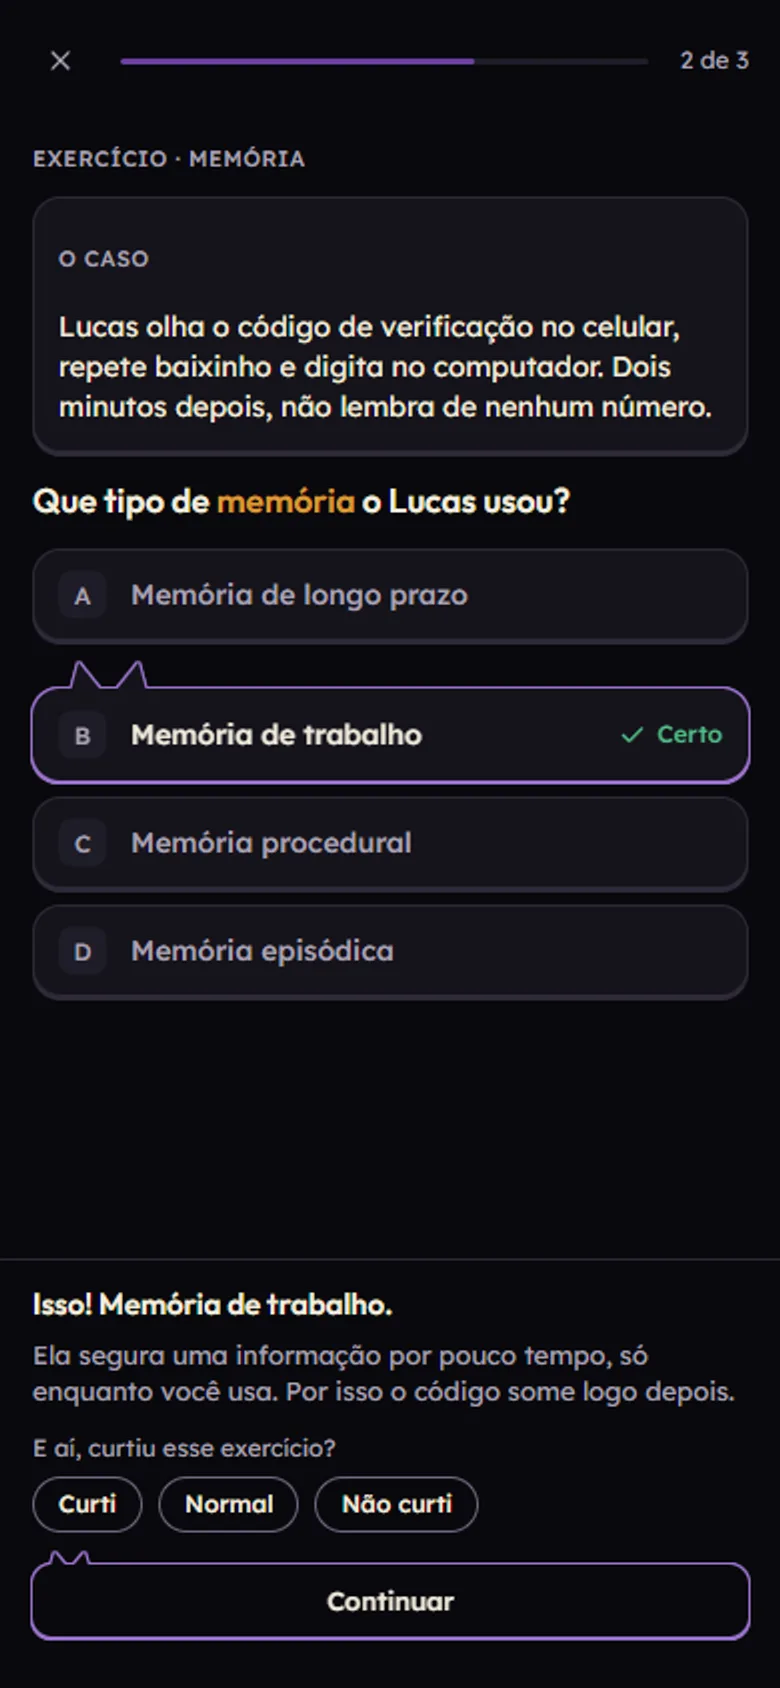 2 de 3
EXERCÍCIO · MEMÓRIA
O CASO
Lucas olha o código de verificação no celular,
repete baixinho e digita no computador. Dois
minutos depois, não lembra de nenhum número.
Que tipo de memória o Lucas usou?
A Memória de longo prazo
B Memória de trabalho ✓ Certo
C Memória procedural
D Memória episódica
Isso! Memória de trabalho.
Ela segura uma informação por pouco tempo, só
enquanto você usa. Por isso o código some logo depois.
E aí, curtiu esse exercício?
Curti Normal Não curti
Continuar